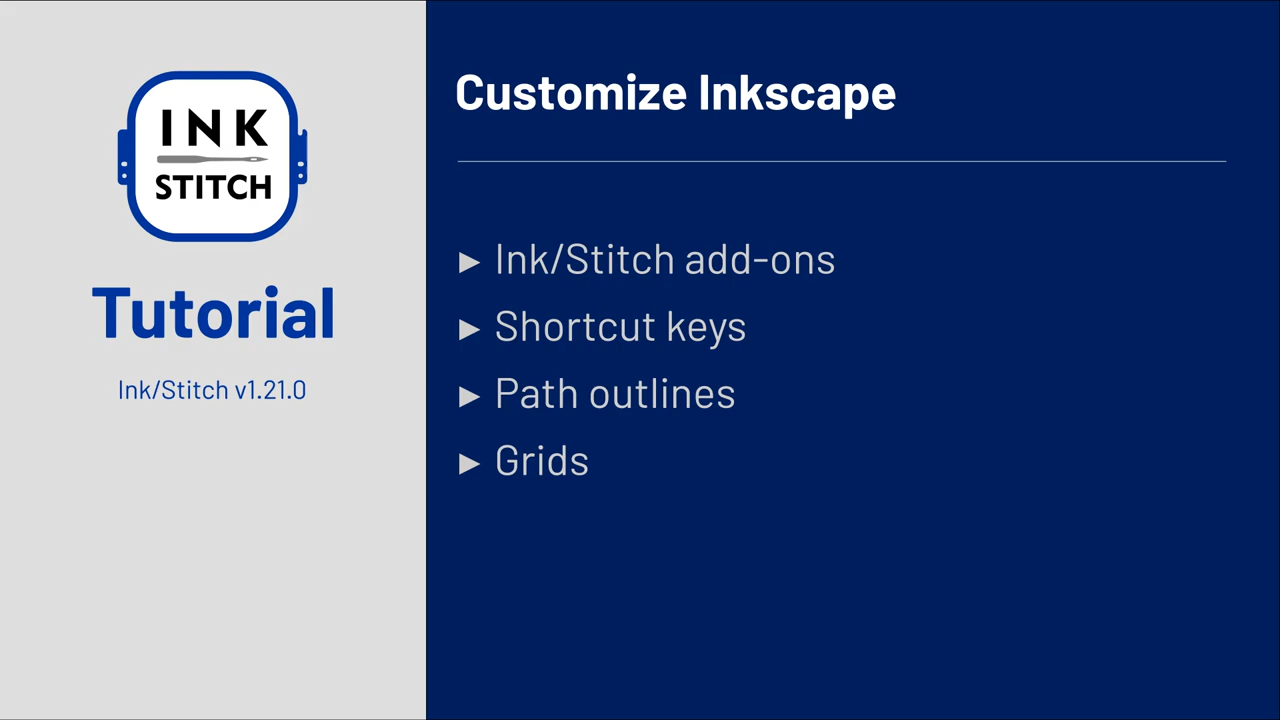 INK
STITCH
Tutorial
Ink/Stitch v1.21.0
Customize Inkscape
► Ink/Stitch add-ons
► Shortcut keys
► Path outlines
► Grids